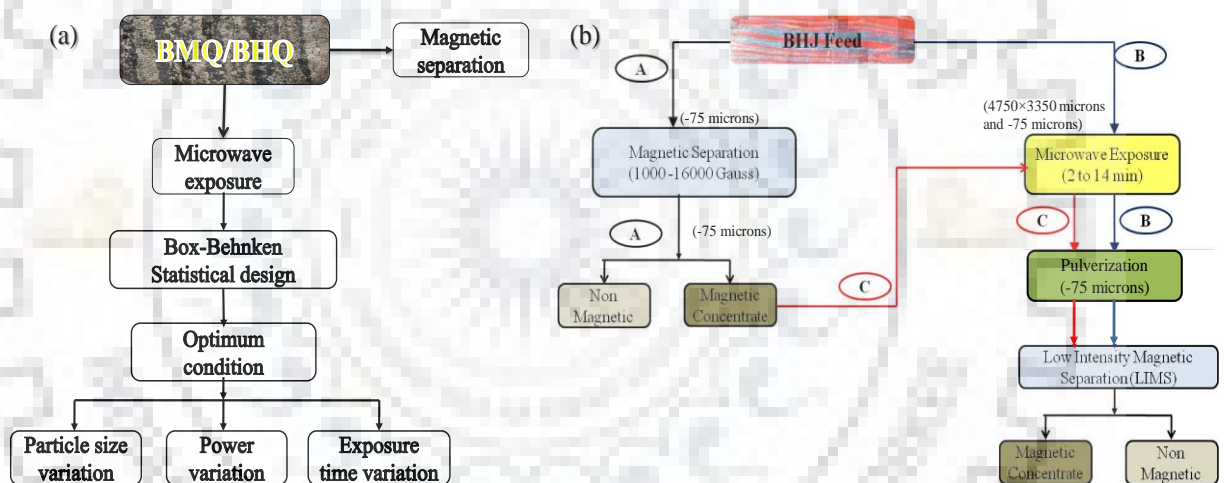 (a)
BMQ/BHQ
Magnetic
separation
Microwave
exposure
Box-Behnken
Statistical design
Optimum
condition
Particle size
variation
Power
variation
Exposure
time variation
(b)
BHJ Feed
A
B
(-75 microns)
(4750×3350 microns
and -75 microns)
Magnetic Separation
(1000 -16000 Gauss)
Microwave Exposure
(2 to 14 min)
A
(-75 microns)
C
B
Non
Magnetic
Magnetic
Concentrate
C
Pulverization
(-75 microns)
Low Intensity Magnetic
Separation (LIMS)
Magnetic
Concentrate
Non
Magnetic